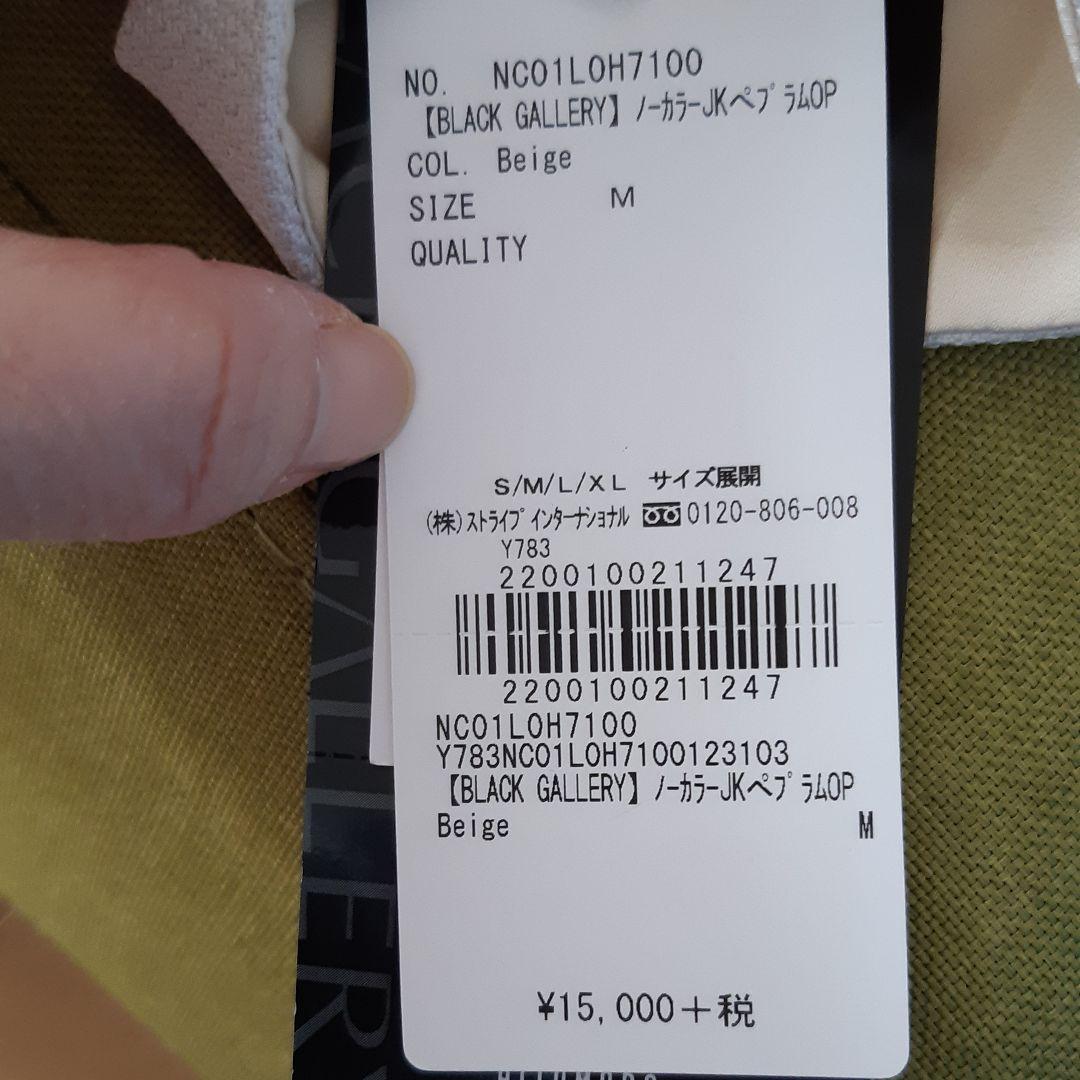 NO. NC01L0H7100
【BLACK GALLERY】ノーカラーJKペプラムOP
COL. Beige
SIZE M
QUALITY
S/M/L/XL サイズ展開
(株)ストライプインターナショナル 0120-806-008
Y783
2200100211247
2200100211247
NC01L0H7100
Y783NC01L0H7100123103
【BLACK GALLERY】ノーカラーJKペプラムOP
Beige M
¥15,000+税